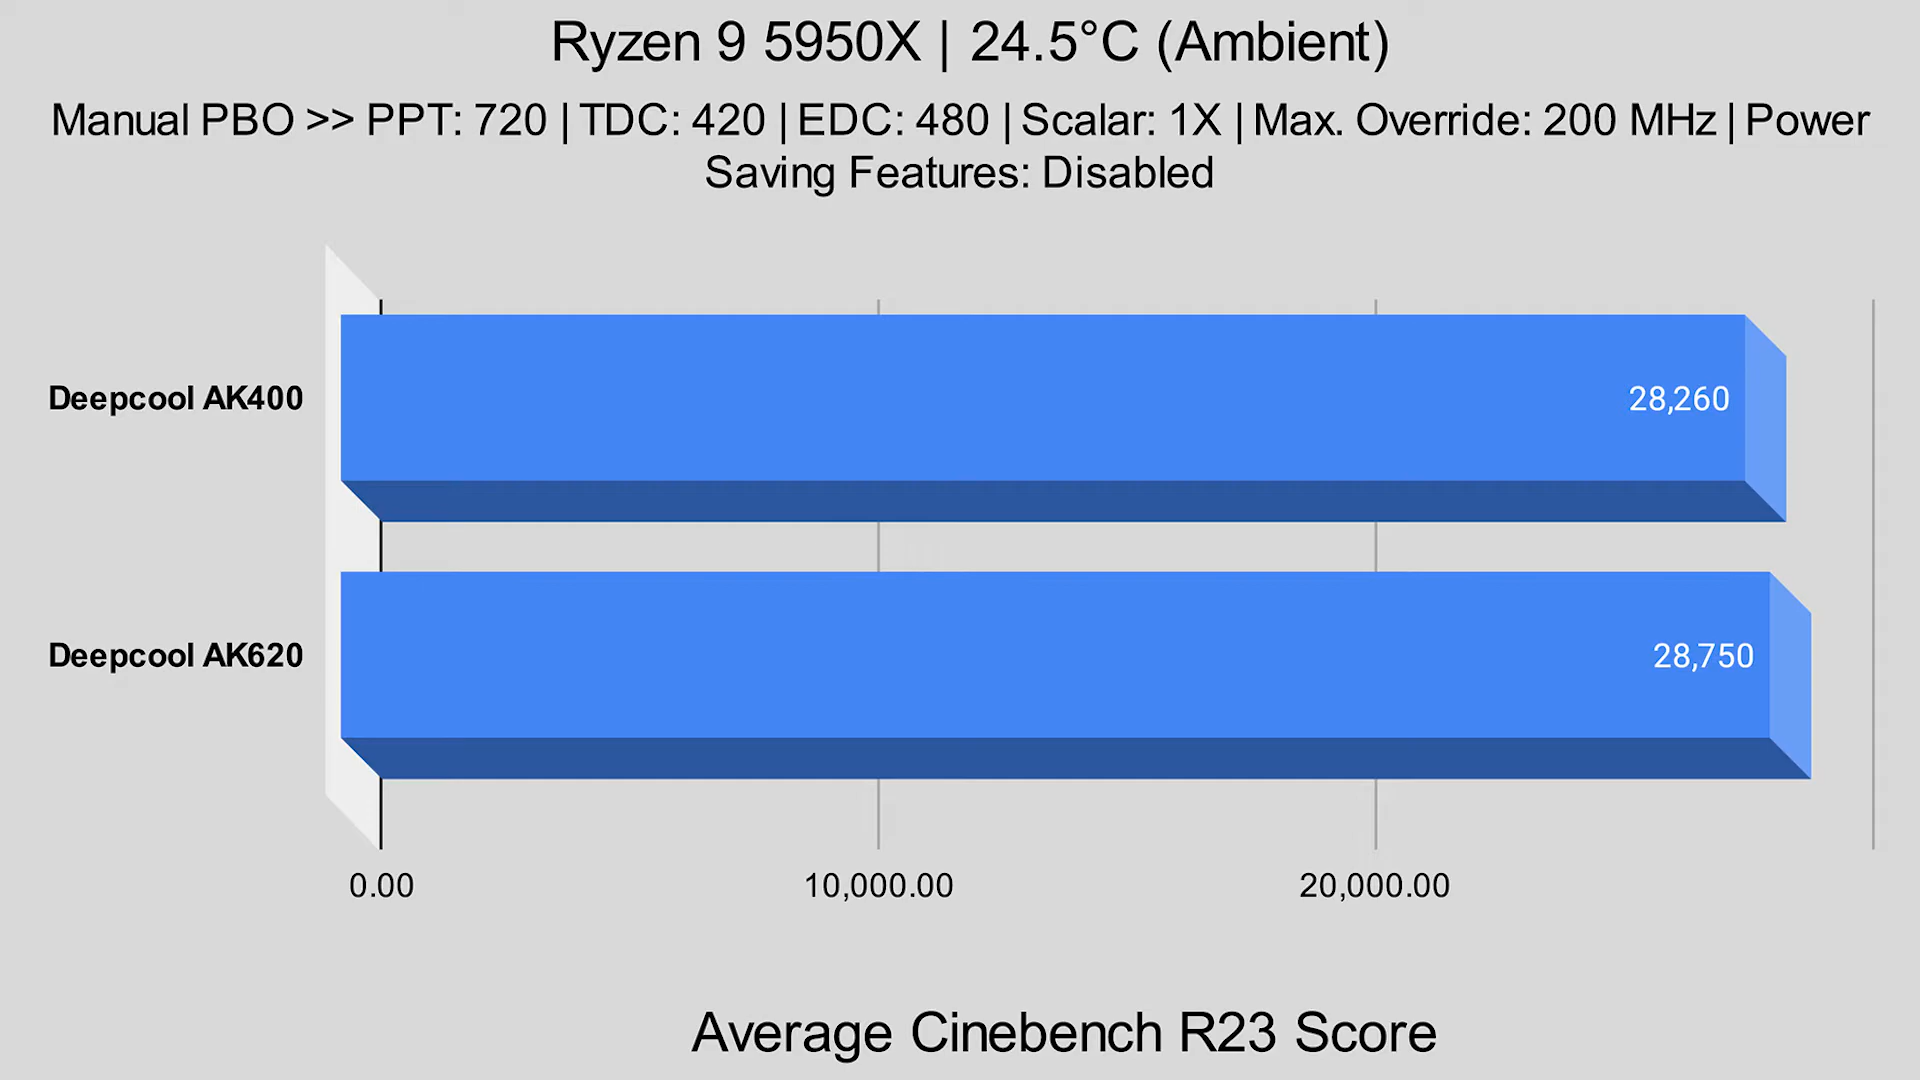 Ryzen 9 5950X | 24.5°C (Ambient)
Manual PBO >> PPT: 720 | TDC: 420 | EDC: 480 | Scalar: 1X | Max. Override: 200 MHz | Power
Saving Features: Disabled
Deepcool AK400
28,260
Deepcool AK620
28,750
0.00
10,000.00
20,000.00
Average Cinebench R23 Score